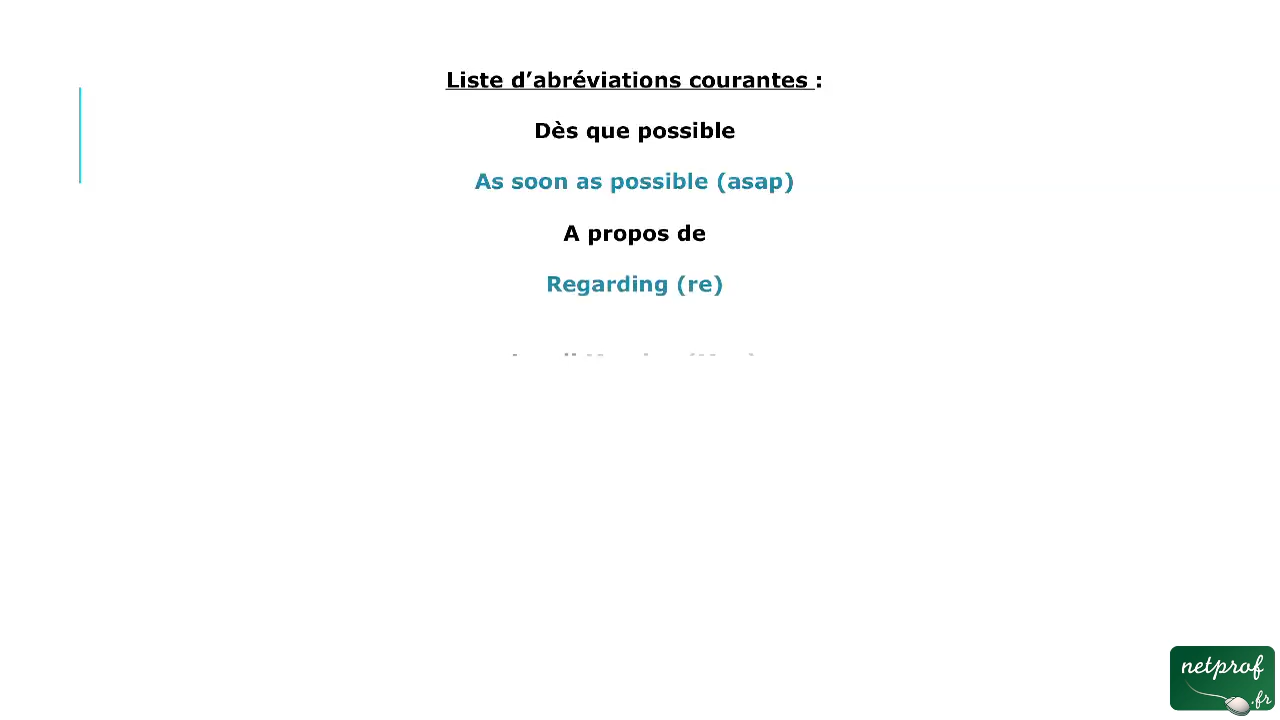 Liste d’abréviations courantes :
Dès que possible
As soon as possible (asap)
A propos de
Regarding (re)
netprof
.fr